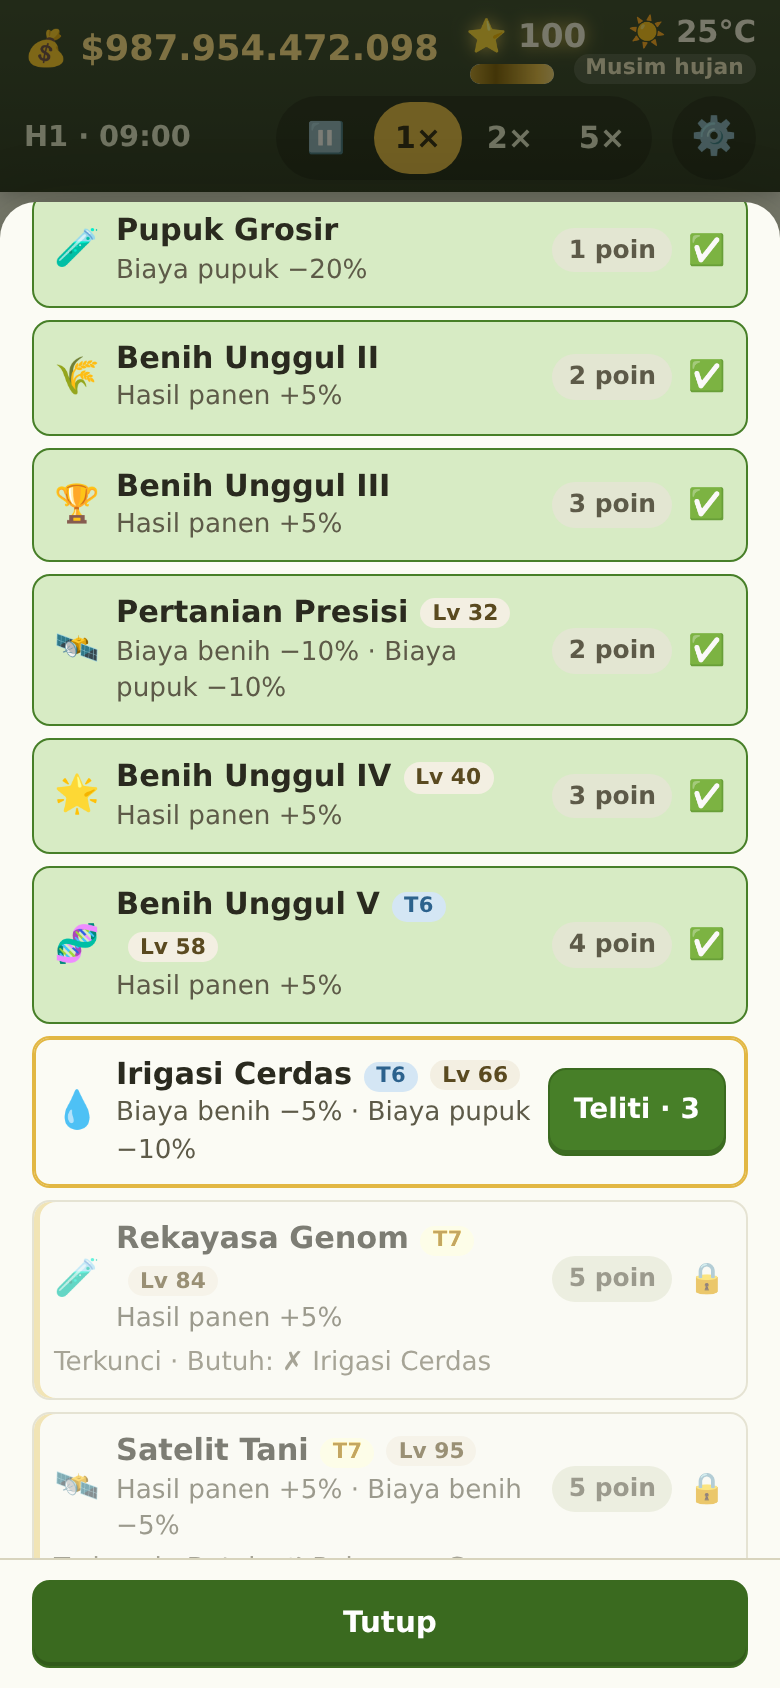 $987.954.472.098
100
25°C
Musim hujan
H1 · 09:00
1×
2×
5×
Pupuk Grosir
Biaya pupuk −20%
1 poin
Benih Unggul II
Hasil panen +5%
2 poin
Benih Unggul III
Hasil panen +5%
3 poin
Pertanian Presisi Lv 32
Biaya benih −10% · Biaya
pupuk −10%
2 poin
Benih Unggul IV Lv 40
Hasil panen +5%
3 poin
Benih Unggul V T6
Lv 58
Hasil panen +5%
4 poin
Irigasi Cerdas T6 Lv 66
Biaya benih −5% · Biaya pupuk
−10%
Teliti · 3
Rekayasa Genom T7
Lv 84
Hasil panen +5%
5 poin
Terkunci · Butuh: ✗ Irigasi Cerdas
Satelit Tani T7 Lv 95
Hasil panen +5% · Biaya benih
−5%
5 poin
Tutup